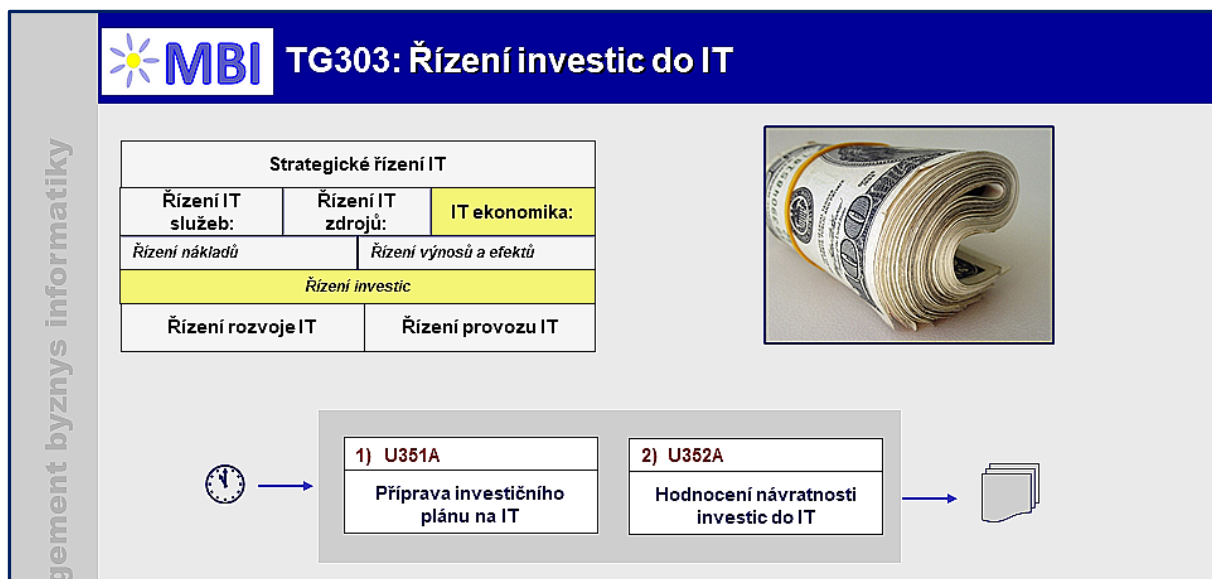 MBI
TG303: Řízení investic do IT
gement byznys informatiky
Strategické řízení IT
Řízení IT
služeb:
Řízení IT
zdrojů:
IT ekonomika:
Řízení nákladů
Řízení výnosů a efektů
Řízení investic
Řízení rozvoje IT
Řízení provozu IT
1) U351A
Příprava investičního
plánu na IT
2) U352A
Hodnocení návratnosti
investic do IT